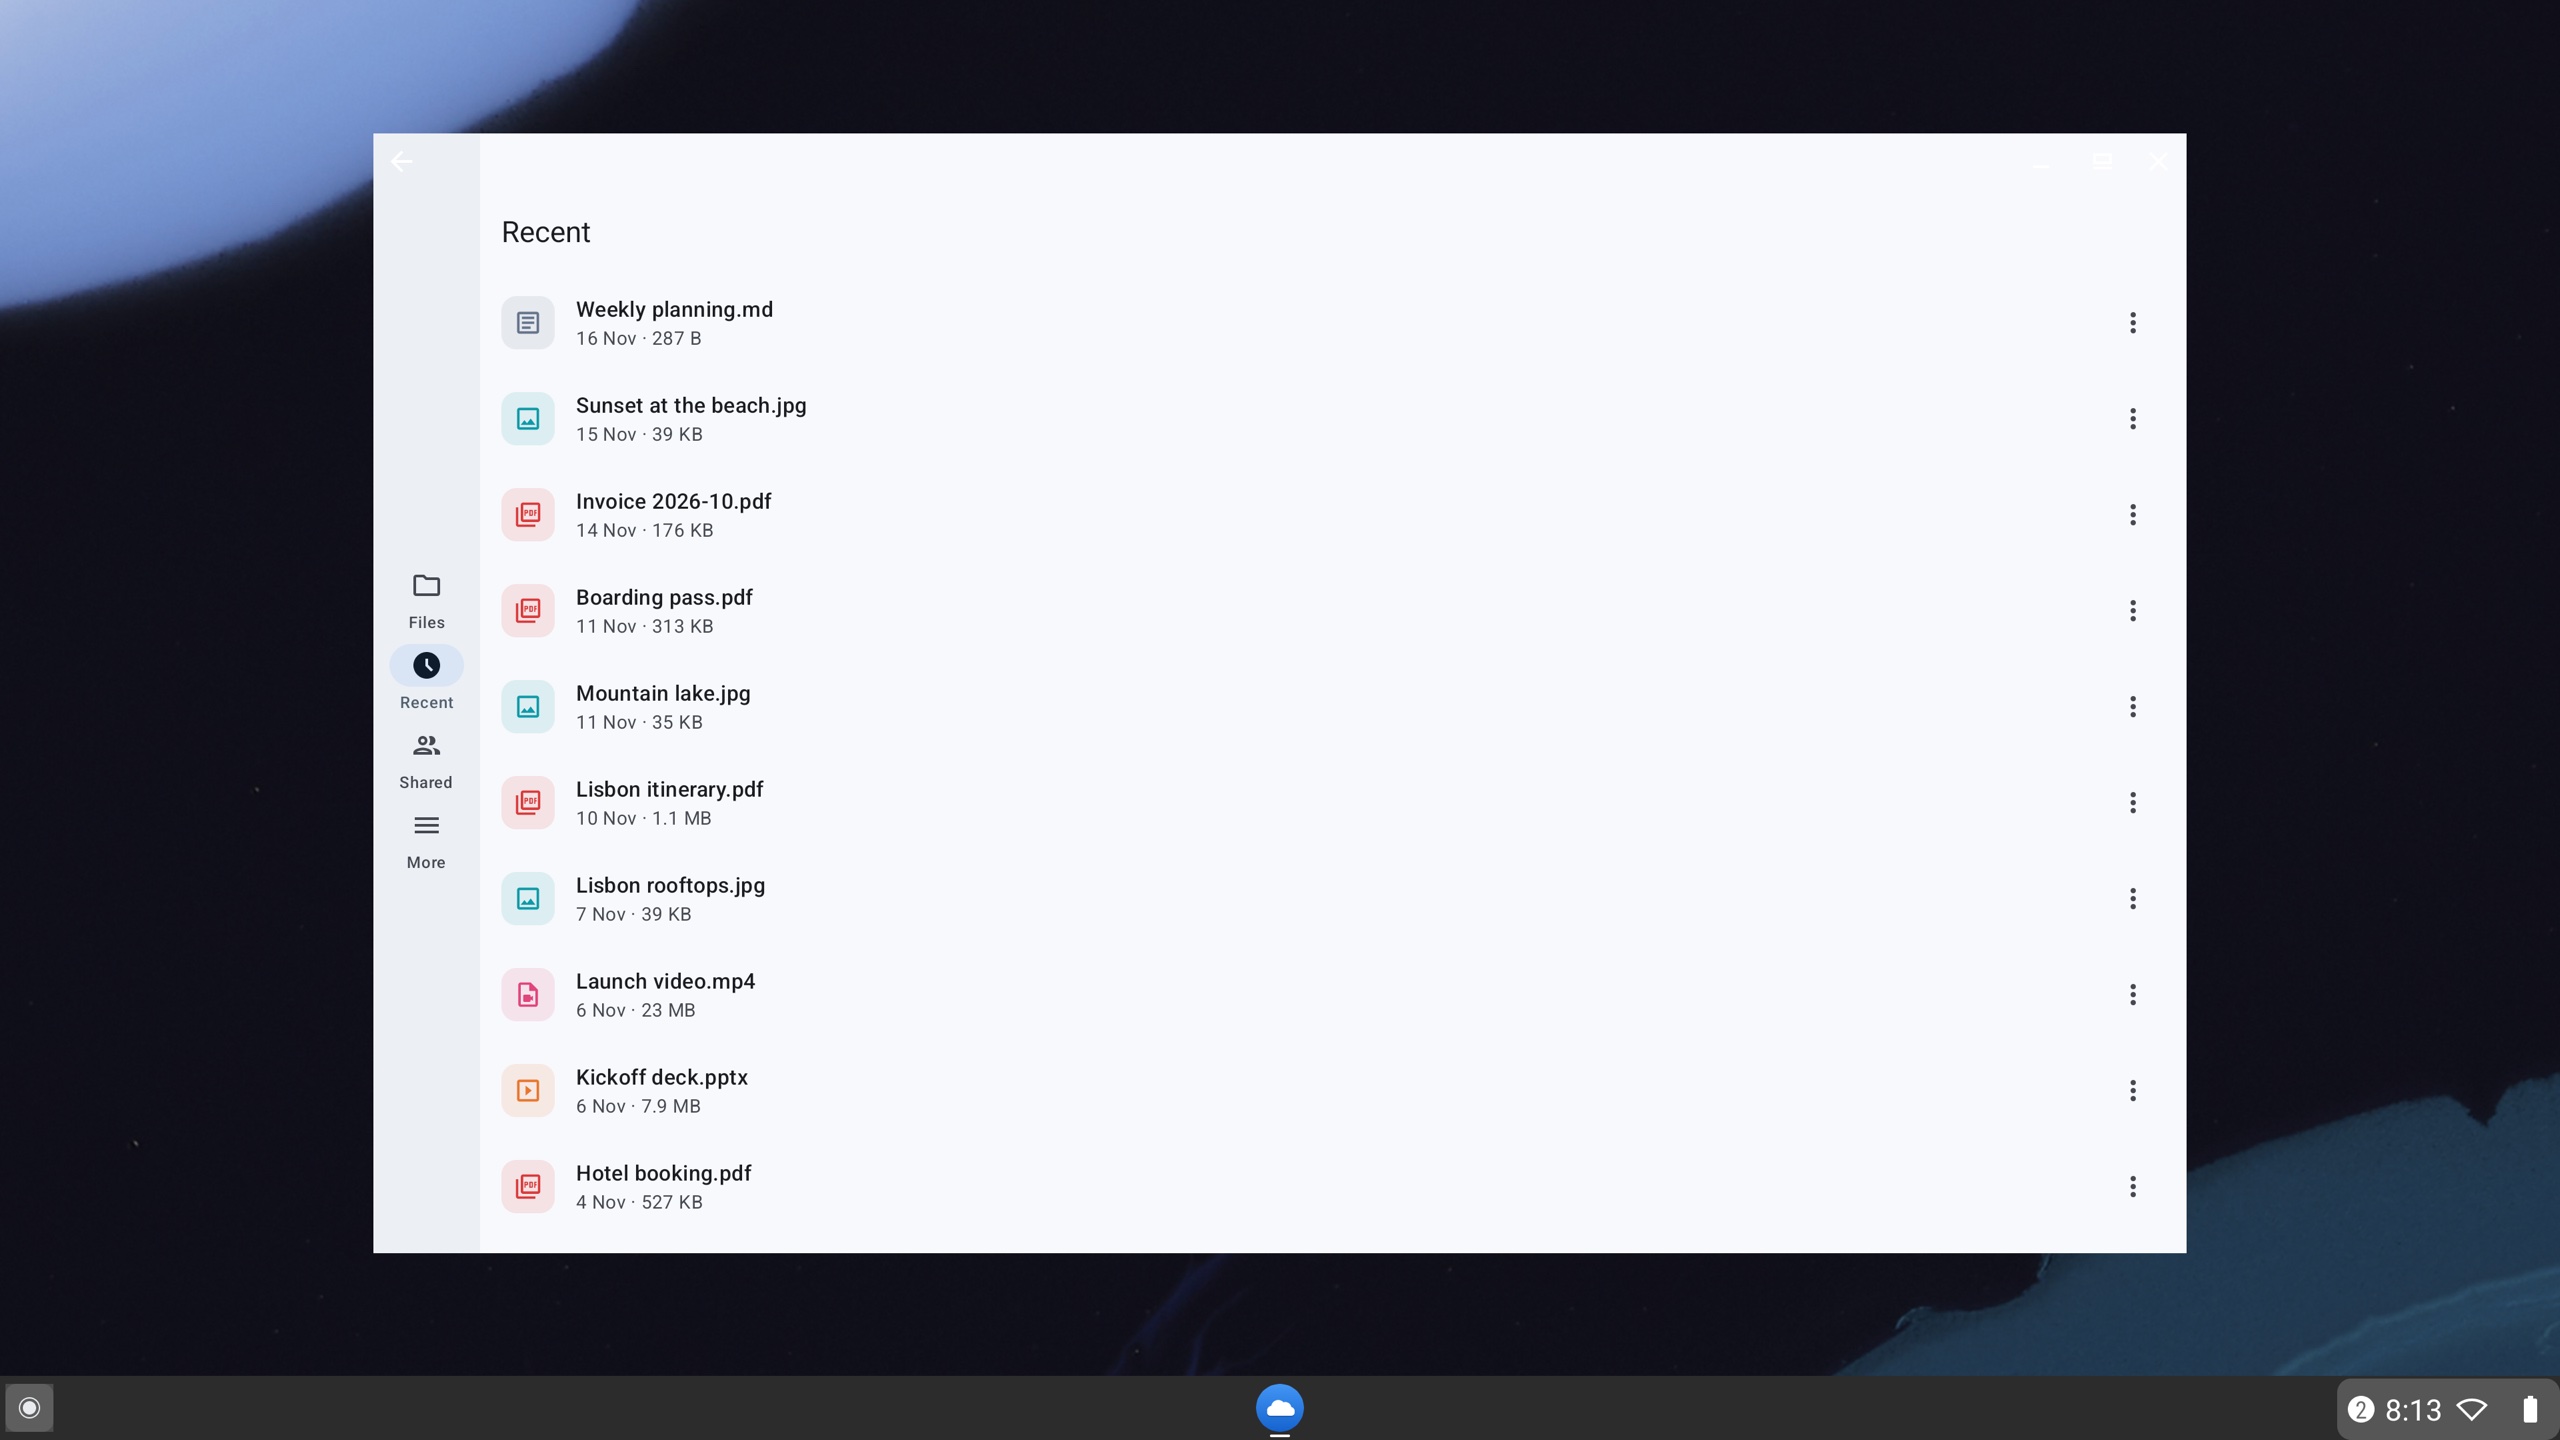 Recent
Weekly planning.md
16 Nov · 287 B
Sunset at the beach.jpg
15 Nov · 39 KB
Invoice 2026-10.pdf
14 Nov · 176 KB
Boarding pass.pdf
11 Nov · 313 KB
Mountain lake.jpg
11 Nov · 35 KB
Lisbon itinerary.pdf
10 Nov · 1.1 MB
Lisbon rooftops.jpg
7 Nov · 39 KB
Launch video.mp4
6 Nov · 23 MB
Kickoff deck.pptx
6 Nov · 7.9 MB
Hotel booking.pdf
4 Nov · 527 KB
Files
Recent
Shared
More
PDF
PDF
PDF
PDF
2 8:13